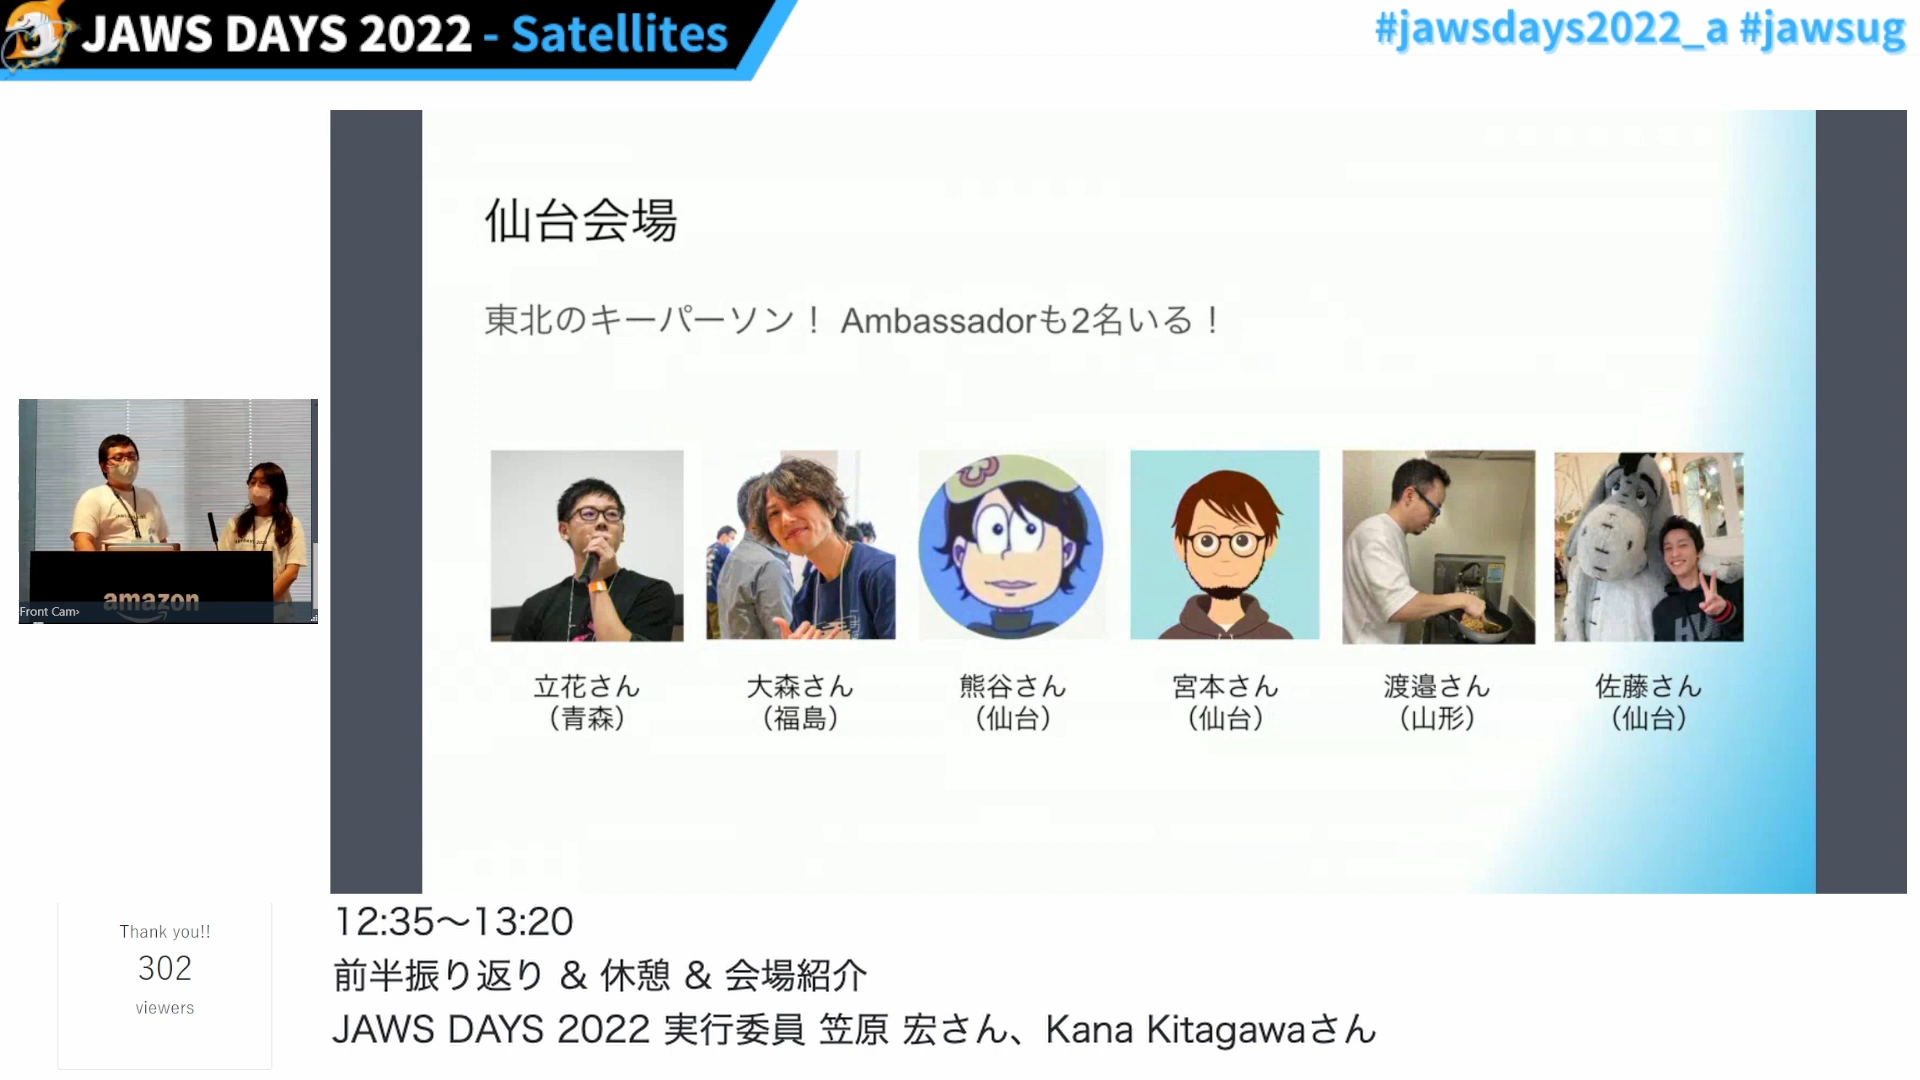 JAWS DAYS 2022 - Satellites
#jawsdays2022_a #jawsug
仙台会場
東北のキーパーソン！ Ambassadorも2名いる！
立花さん
（青森）
大森さん
（福島）
熊谷さん
（仙台）
宮本さん
（仙台）
渡邉さん
（山形）
佐藤さん
（仙台）
amazon
Front Cam
Thank you!!
302
viewers
12:35〜13:20
前半振り返り & 休憩 & 会場紹介
JAWS DAYS 2022 実行委員 笠原 宏さん、Kana Kitagawaさん